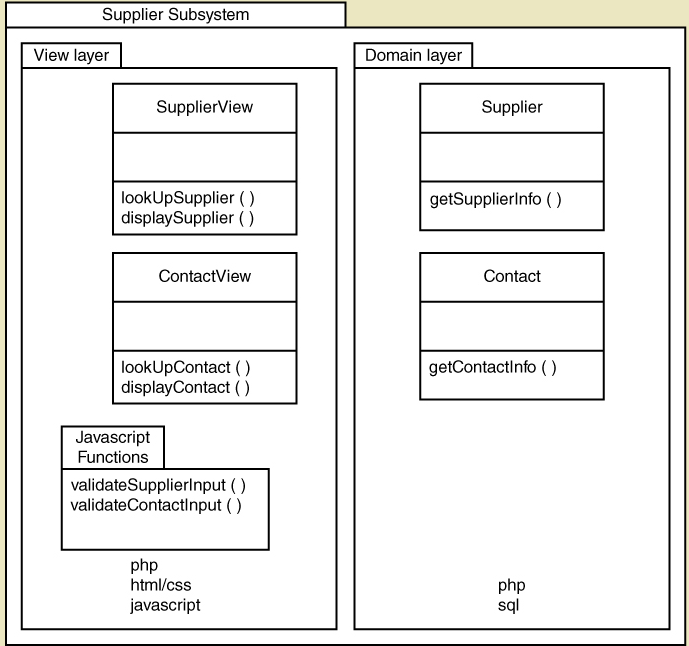 Supplier Subsystem
View layer
SupplierView
lookUpSupplier ( )
displaySupplier ( )
ContactView
lookUpContact ( )
displayContact ( )
Javascript
Functions
validateSupplierInput ( )
validateContactInput ( )
php
html/css
javascript
Domain layer
Supplier
getSupplierInfo ( )
Contact
getContactInfo ( )
php
sql